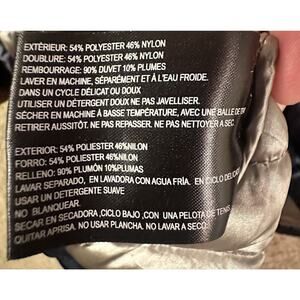 EXTÉRIEUR: 54% POLYESTER 46% NYLON
DOUBLURE: 54% POLYESTER 46% NYLON
REMBOURRAGE: 90% DUVET 10% PLUMES
LAVER EN MACHINE, SÉPARÉMENT ET À L'EAU FROIDE.
DANS UN CYCLE DÉLICAT OU DOUX
UTILISER UN DÉTERGENT DOUX NE PAS JAVELLISER.
SÉCHER EN MACHINE À BASSE TEMPÉRATURE, AVEC UNE BALLE DE
RETIRER AUSSITÔT. NE PAS REPASSER. NE PAS NETTOYER À SEC
EXTERIOR: 54% POLIESTER 46%NILON
FORRO: 54% POLIESTER 46%NILON
RELLENO: 90% PLUMÓN 10%PLUMAS
LAVAR SEPARADO, EN LAVADORA CON AGUA FRÍA, EN CICLO
USAR UN DETERGENTE SUAVE
NO BLANQUEAR.
SECAR EN SECADORA ,CICLO BAJO ,CON UNA PELOTA DE TENIS
QUITAR APRISA. NO USAR PLANCHA. NO LAVAR A SECO